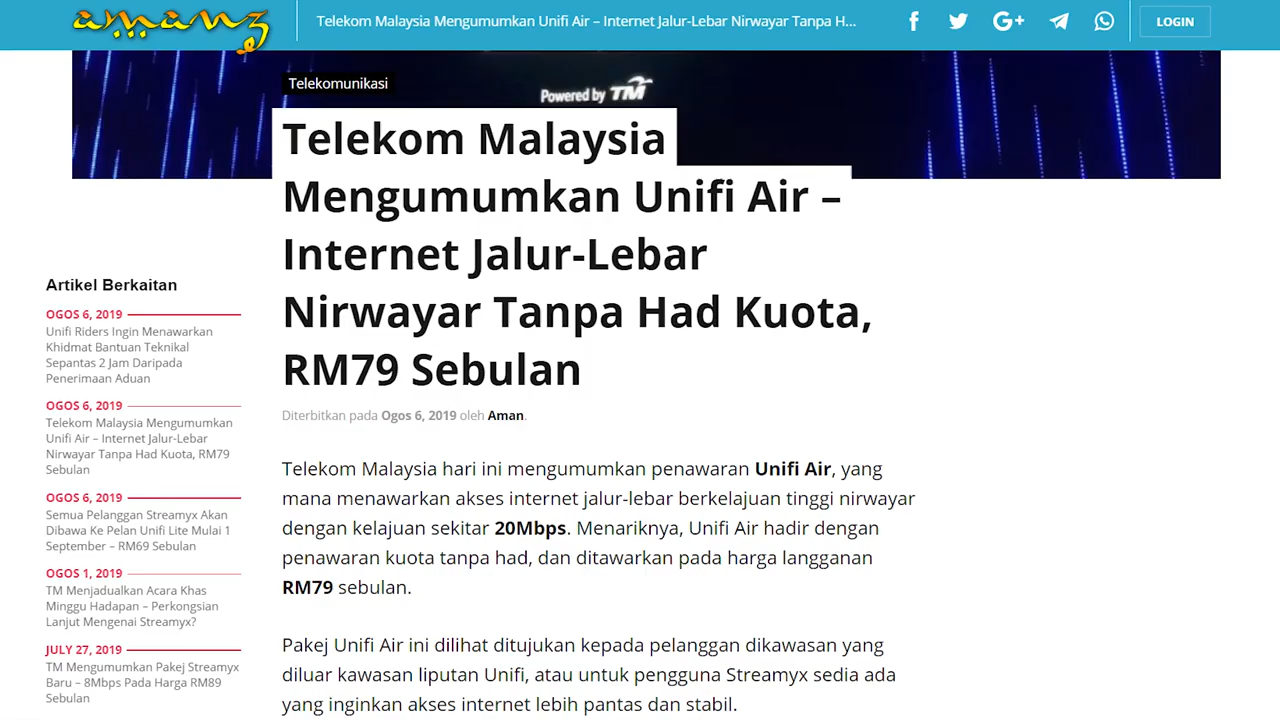 amanz
Telekom Malaysia Mengumumkan Unifi Air – Internet Jalur-Lebar Nirwayar Tanpa H...
LOGIN
Telekomunikasi
Powered by TM
Telekom Malaysia
Mengumumkan Unifi Air –
Internet Jalur-Lebar
Nirwayar Tanpa Had Kuota,
RM79 Sebulan
Diterbitkan pada Ogos 6, 2019 oleh Aman.
Artikel Berkaitan
OGOS 6, 2019
Unifi Riders Ingin Menawarkan
Khidmat Bantuan Teknikal
Sepantas 2 Jam Daripada
Penerimaan Aduan
OGOS 6, 2019
Telekom Malaysia Mengumumkan
Unifi Air – Internet Jalur-Lebar
Nirwayar Tanpa Had Kuota, RM79
Sebulan
OGOS 6, 2019
Semua Pelanggan Streamyx Akan
Dibawa Ke Pelan Unifi Lite Mulai 1
September – RM69 Sebulan
OGOS 1, 2019
TM Menjadualkan Acara Khas
Minggu Hadapan – Perkongsian
Lanjut Mengenai Streamyx?
JULY 27, 2019
TM Mengumumkan Pakej Streamyx
Baru – 8Mbps Pada Harga RM89
Sebulan
Telekom Malaysia hari ini mengumumkan penawaran Unifi Air, yang
mana menawarkan akses internet jalur-lebar berkelajuan tinggi nirwayar
dengan kelajuan sekitar 20Mbps. Menariknya, Unifi Air hadir dengan
penawaran kuota tanpa had, dan ditawarkan pada harga langganan
RM79 sebulan.
Pakej Unifi Air ini dilihat ditujukan kepada pelanggan dikawasan yang
diluar kawasan liputan Unifi, atau untuk pengguna Streamyx sedia ada
yang inginkan akses internet lebih pantas dan stabil.